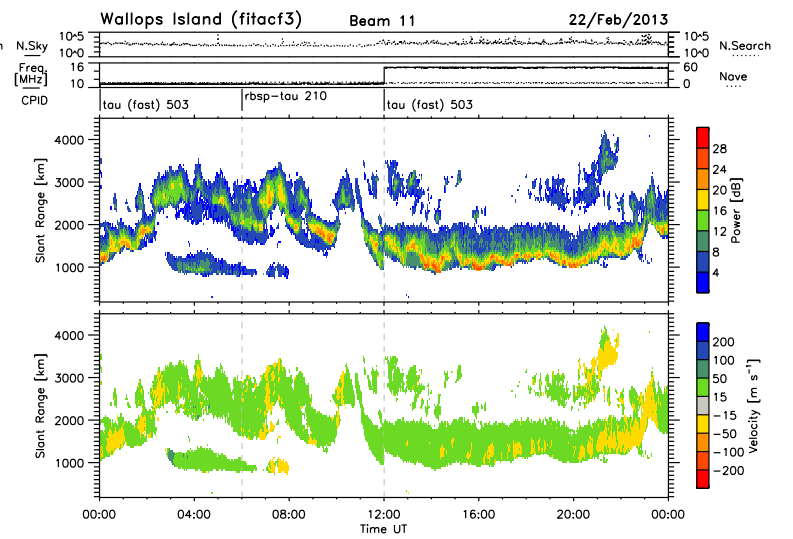 Wallops Island (fitacf3) Beam 11 22/Feb/2013
N.Sky 10^5 10^0 10^5 10^0 N.Search
Freq. [MHz] 16 10 60 0 Nave
CPID tau (fast) 503 rbsp-tau 210 tau (fast) 503
Slant Range [km]
4000
3000
2000
1000
Power [dB]
28
24
20
16
12
8
4
Slant Range [km]
4000
3000
2000
1000
Velocity [m s⁻¹]
200
100
50
15
-15
-50
-100
-200
00:00 04:00 08:00 12:00 16:00 20:00 00:00
Time UT